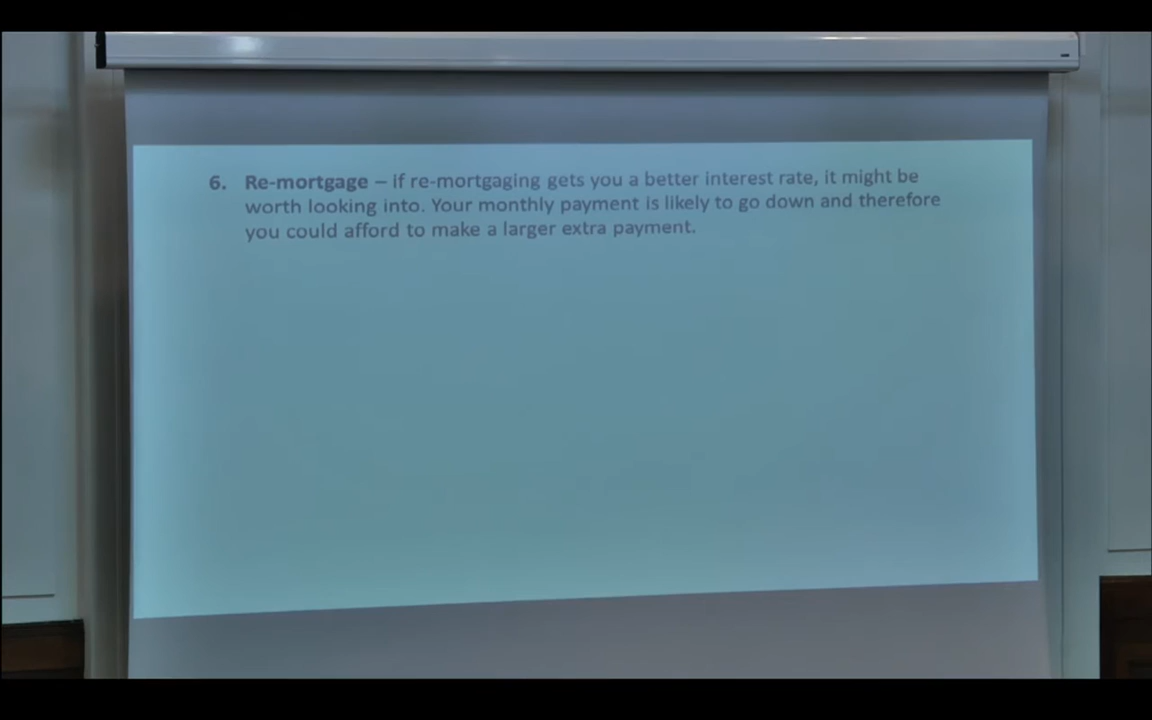 6. Re-mortgage – if re-mortgaging gets you a better interest rate, it might be
worth looking into. Your monthly payment is likely to go down and therefore
you could afford to make a larger extra payment.